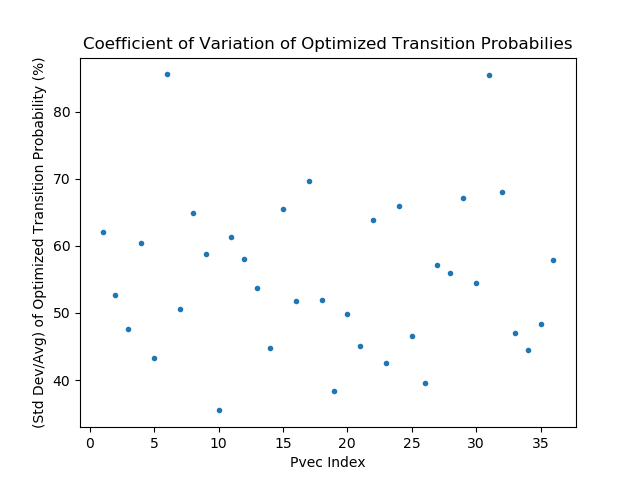 Coefficient of Variation of Optimized Transition Probabilies
(Std Dev/Avg) of Optimized Transition Probability (%)
80
70
60
50
40
0 5 10 15 20 25 30 35
Pvec Index